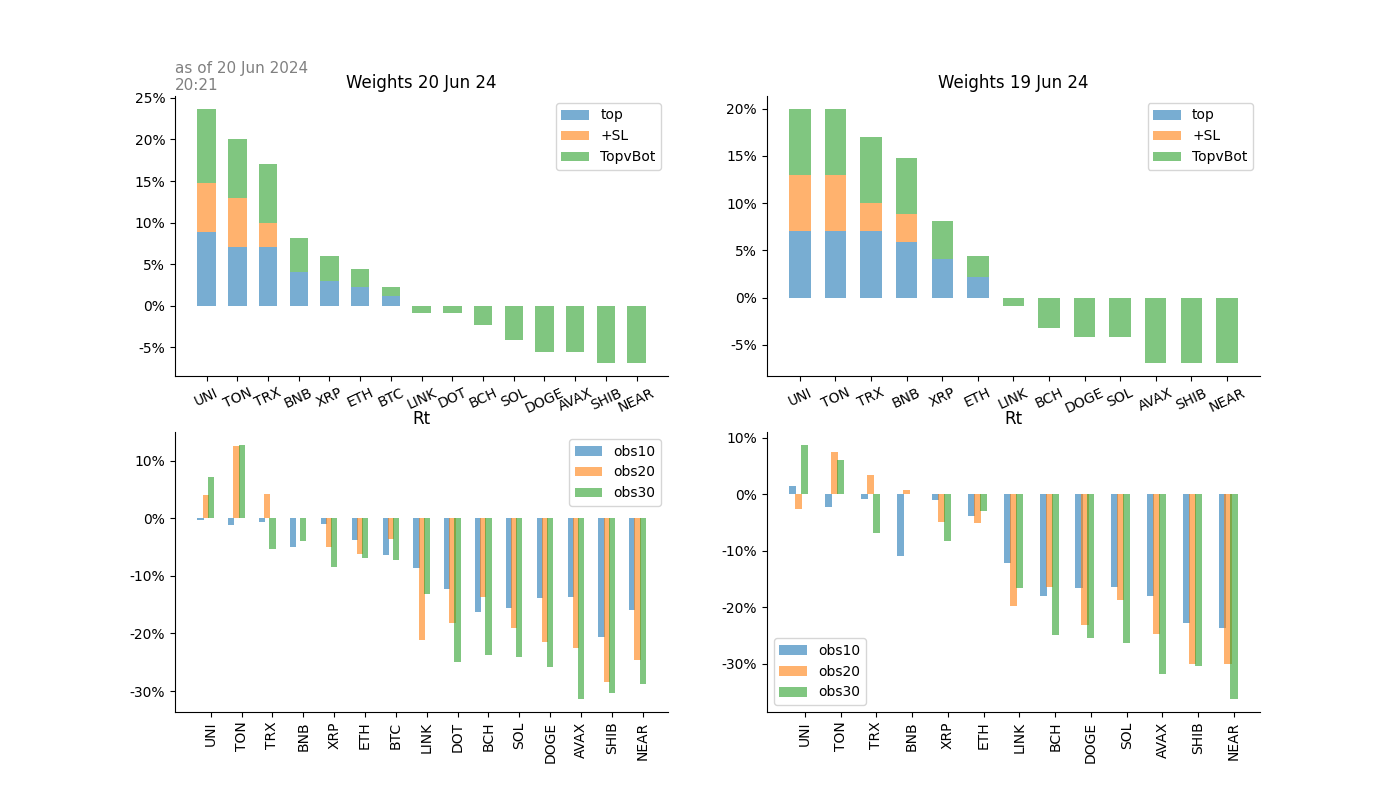 as of 20 Jun 2024
20:21
Weights 20 Jun 24
25%
20%
15%
10%
5%
0%
-5%
top
+SL
TopvBot
UNI TON TRX BNB XRP ETH BTC LINK DOT BCH SOL DOGE AVAX SHIB NEAR
Weights 19 Jun 24
20%
15%
10%
5%
0%
-5%
top
+SL
TopvBot
UNI TON TRX BNB XRP ETH LINK BCH DOGE SOL AVAX SHIB NEAR
Rt
10%
0%
-10%
-20%
-30%
obs10
obs20
obs30
UNI TON TRX BNB XRP ETH BTC LINK DOT BCH SOL DOGE AVAX SHIB NEAR
Rt
10%
0%
-10%
-20%
-30%
obs10
obs20
obs30
UNI TON TRX BNB XRP ETH LINK BCH DOGE SOL AVAX SHIB NEAR